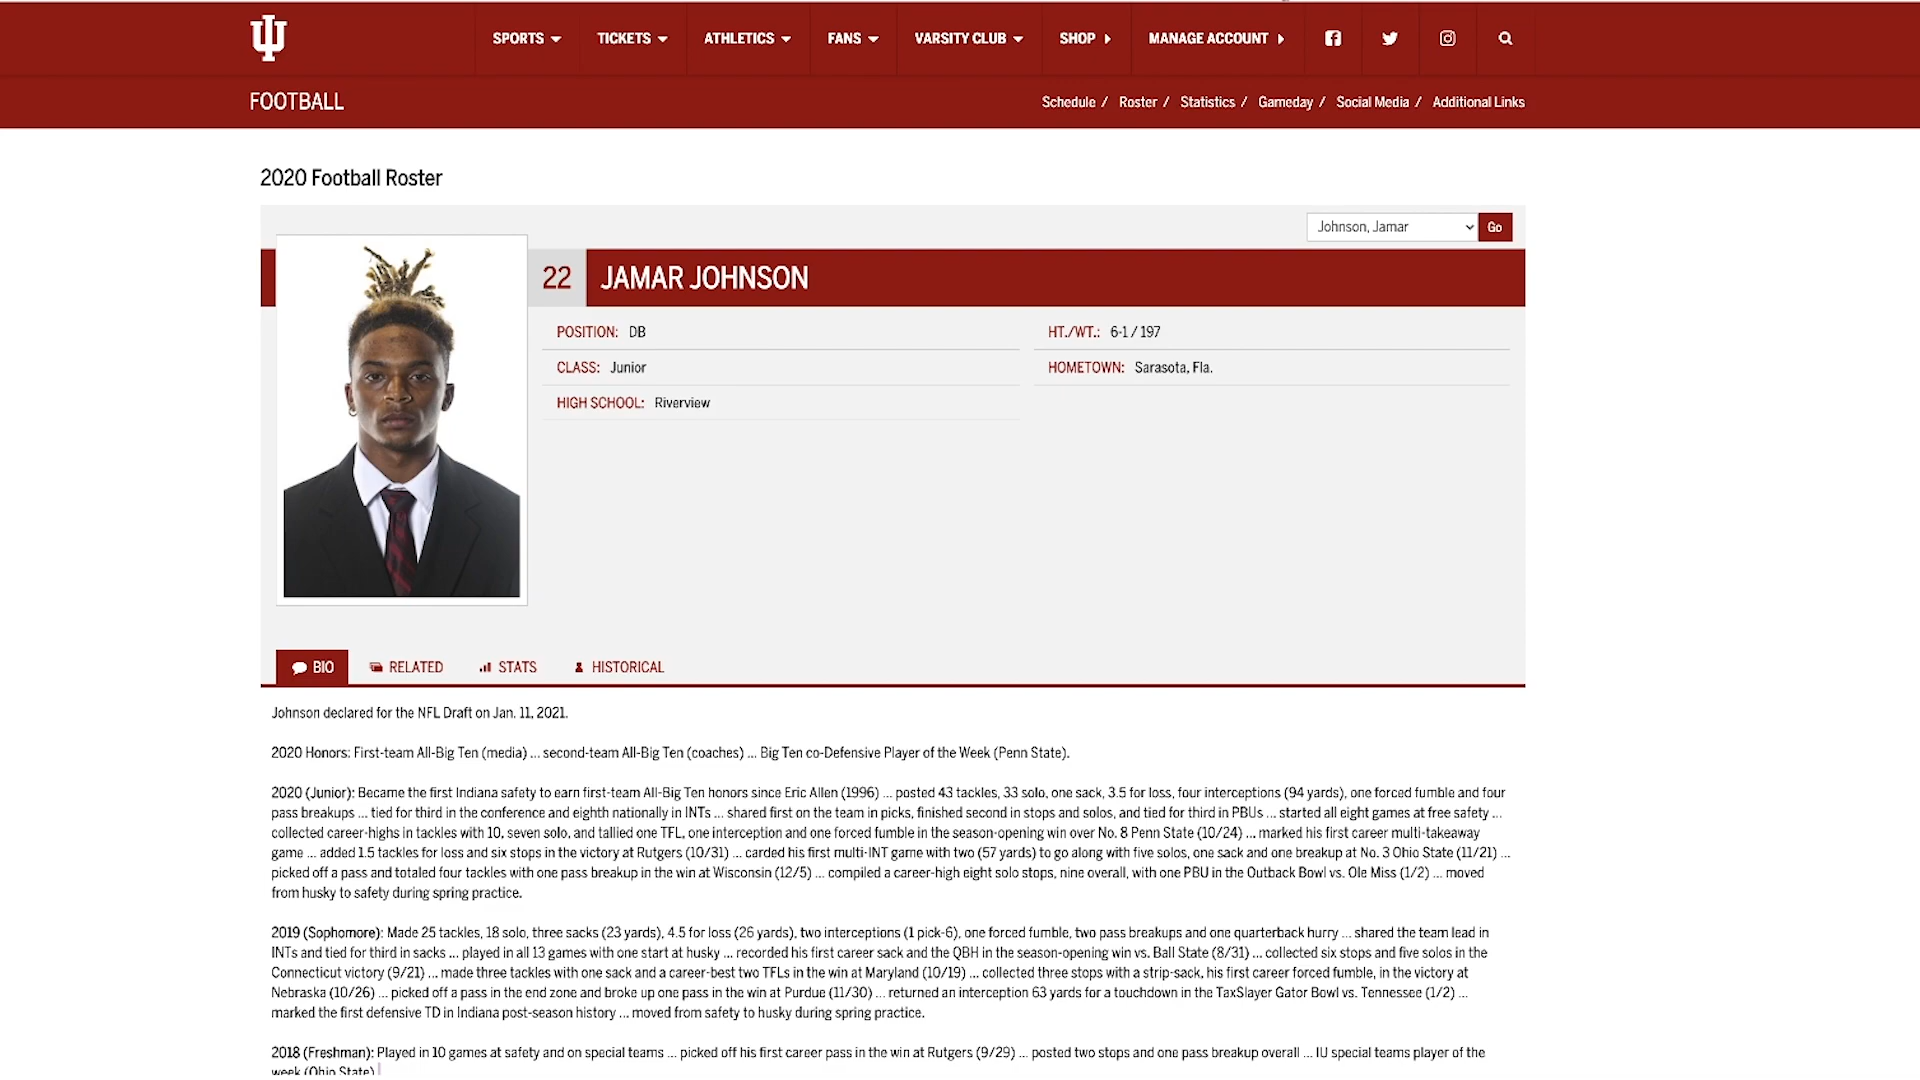 SPORTS TICKETS ATHLETICS FANS VARSITY CLUB SHOP MANAGE ACCOUNT
FOOTBALL
Schedule / Roster / Statistics / Gameday / Social Media / Additional Links
2020 Football Roster
Johnson, Jamar Go
22 JAMAR JOHNSON
POSITION: DB HT./WT.: 6-1 / 197
CLASS: Junior HOMETOWN: Sarasota, Fla.
HIGH SCHOOL: Riverview
BIO RELATED STATS HISTORICAL
Johnson declared for the NFL Draft on Jan. 11, 2021.
2020 Honors: First-team All-Big Ten (media) ... second-team All-Big Ten (coaches) ... Big Ten co-Defensive Player of the Week (Penn State).
2020 (Junior): Became the first Indiana safety to earn first-team All-Big Ten honors since Eric Allen (1996) ... posted 43 tackles, 33 solo, one sack, 3.5 for loss, four interceptions (94 yards), one forced fumble and four
pass breakups ... tied for third in the conference and eighth nationally in INTs ... shared first on the team in picks, finished second in stops and solos, and tied for third in PBUs ... started all eight games at free safety ...
collected career-highs in tackles with 10, seven solo, and tallied one TFL, one interception and one forced fumble in the season-opening win over No. 8 Penn State (10/24) ... marked his first career multi-takeaway
game ... added 1.5 tackles for loss and six stops in the victory at Rutgers (10/31) ... carded his first multi-INT game with two (57 yards) to go along with five solos, one sack and one breakup at No. 3 Ohio State (11/21) ...
picked off a pass and totaled four tackles with one pass breakup in the win at Wisconsin (12/5) ... compiled a career-high eight solo stops, nine overall, with one PBU in the Outback Bowl vs. Ole Miss (1/2) ... moved
from husky to safety during spring practice.
2019 (Sophomore): Made 25 tackles, 18 solo, three sacks (23 yards), 4.5 for loss (26 yards), two interceptions (1 pick-6), one forced fumble, two pass breakups and one quarterback hurry ... shared the team lead in
INTs and tied for third in sacks ... played in all 13 games with one start at husky ... recorded his first career sack and the QBH in the season-opening win vs. Ball State (8/31) ... collected six stops and five solos in the
Connecticut victory (9/21) ... made three tackles with one sack and a career-best two TFLs in the win at Maryland (10/19) ... collected three stops with a strip-sack, his first career forced fumble, in the victory at
Nebraska (10/26) ... picked off a pass in the end zone and broke up one pass in the win at Purdue (11/30) ... returned an interception 63 yards for a touchdown in the TaxSlayer Gator Bowl vs. Tennessee (1/2) ...
marked the first defensive TD in Indiana post-season history ... moved from safety to husky during spring practice.
2018 (Freshman): Played in 10 games at safety and on special teams ... picked off his first career pass in the win at Rutgers (9/29) ... posted two stops and one pass breakup overall ... IU special teams player of the
week (Ohio State)